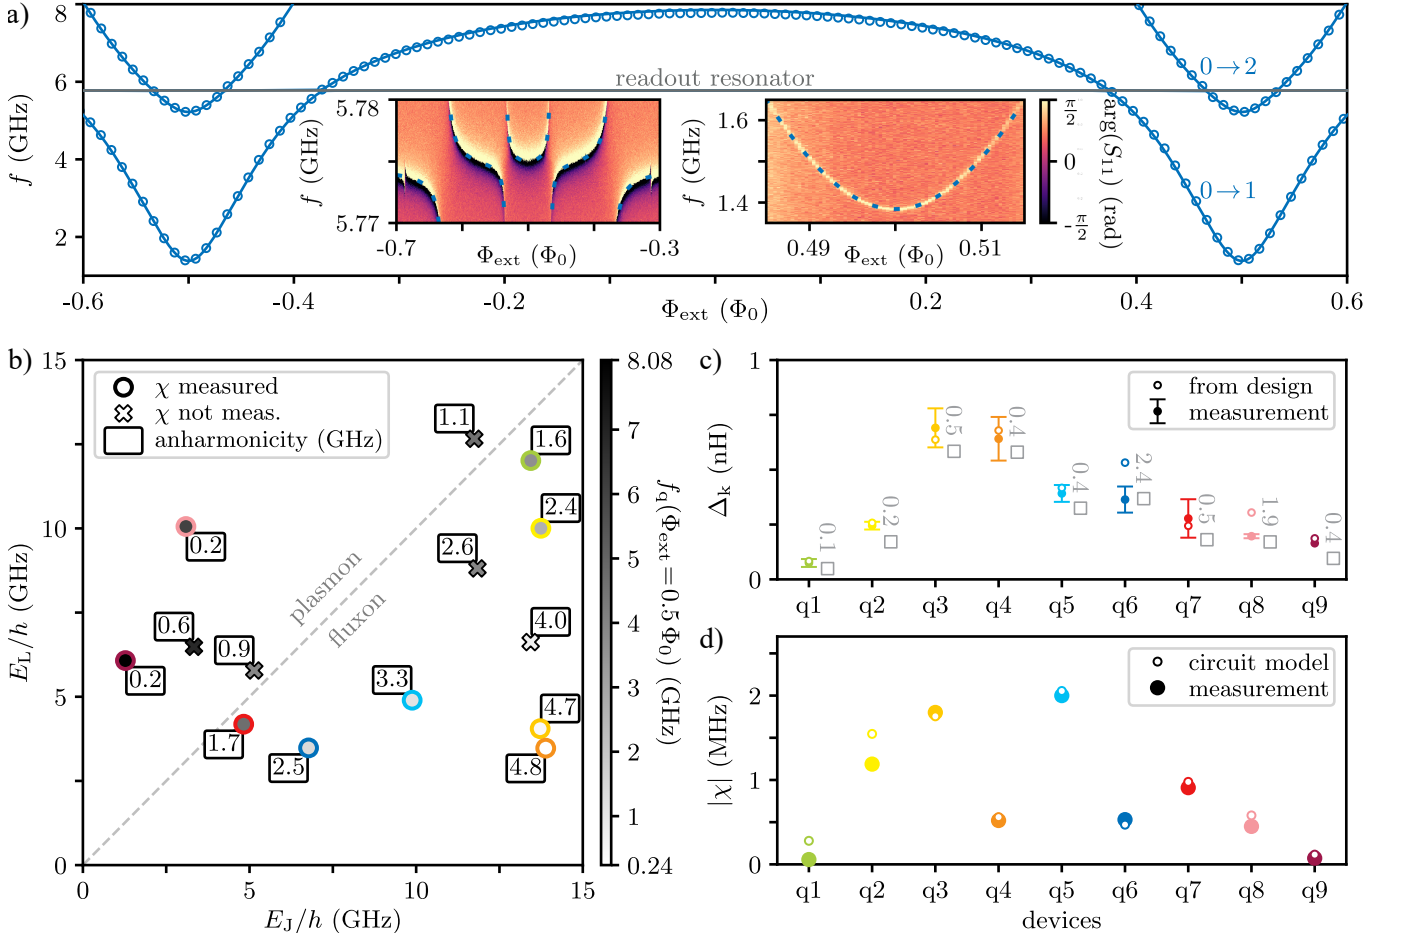 a)
8
6
4
2
f (GHz)
0→2
0→1
readout resonator
5.78
5.77
f (GHz)
-0.7
-0.3
Φext (Φ0)
1.6
1.4
f (GHz)
0.49
0.51
Φext (Φ0)
π/2
0
-π/2
arg(S11) (rad)
-0.6
-0.4
-0.2
0.2
0.4
0.6
Φext (Φ0)
b)
15
10
5
0
EL/h (GHz)
χ measured
χ not meas.
anharmonicity (GHz)
1.1
1.6
2.4
0.2
2.6
0.6
0.9
4.0
0.2
3.3
4.7
1.7
2.5
4.8
plasmon
fluxon
0
5
10
15
EJ/h (GHz)
8.08
7
6
5
4
3
2
1
0.24
fq(Φext=0.5Φ0) (GHz)
c)
1
0
Δk (nH)
from design
measurement
0.1 □
0.2 □
0.5 □
0.4 □
0.4 □
2.4 □
0.5 □
1.9 □
0.4 □
q1 q2 q3 q4 q5 q6 q7 q8 q9
d)
2
1
0
|χ| (MHz)
circuit model
measurement
q1 q2 q3 q4 q5 q6 q7 q8 q9
devices